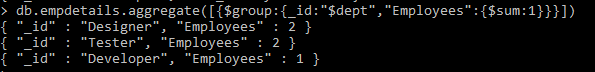 > db.empdetails.aggregate([{$group:{_id:"$dept","Employees":{$sum:1}}}])
{ "_id" : "Designer", "Employees" : 2 }
{ "_id" : "Tester", "Employees" : 2 }
{ "_id" : "Developer", "Employees" : 1 }